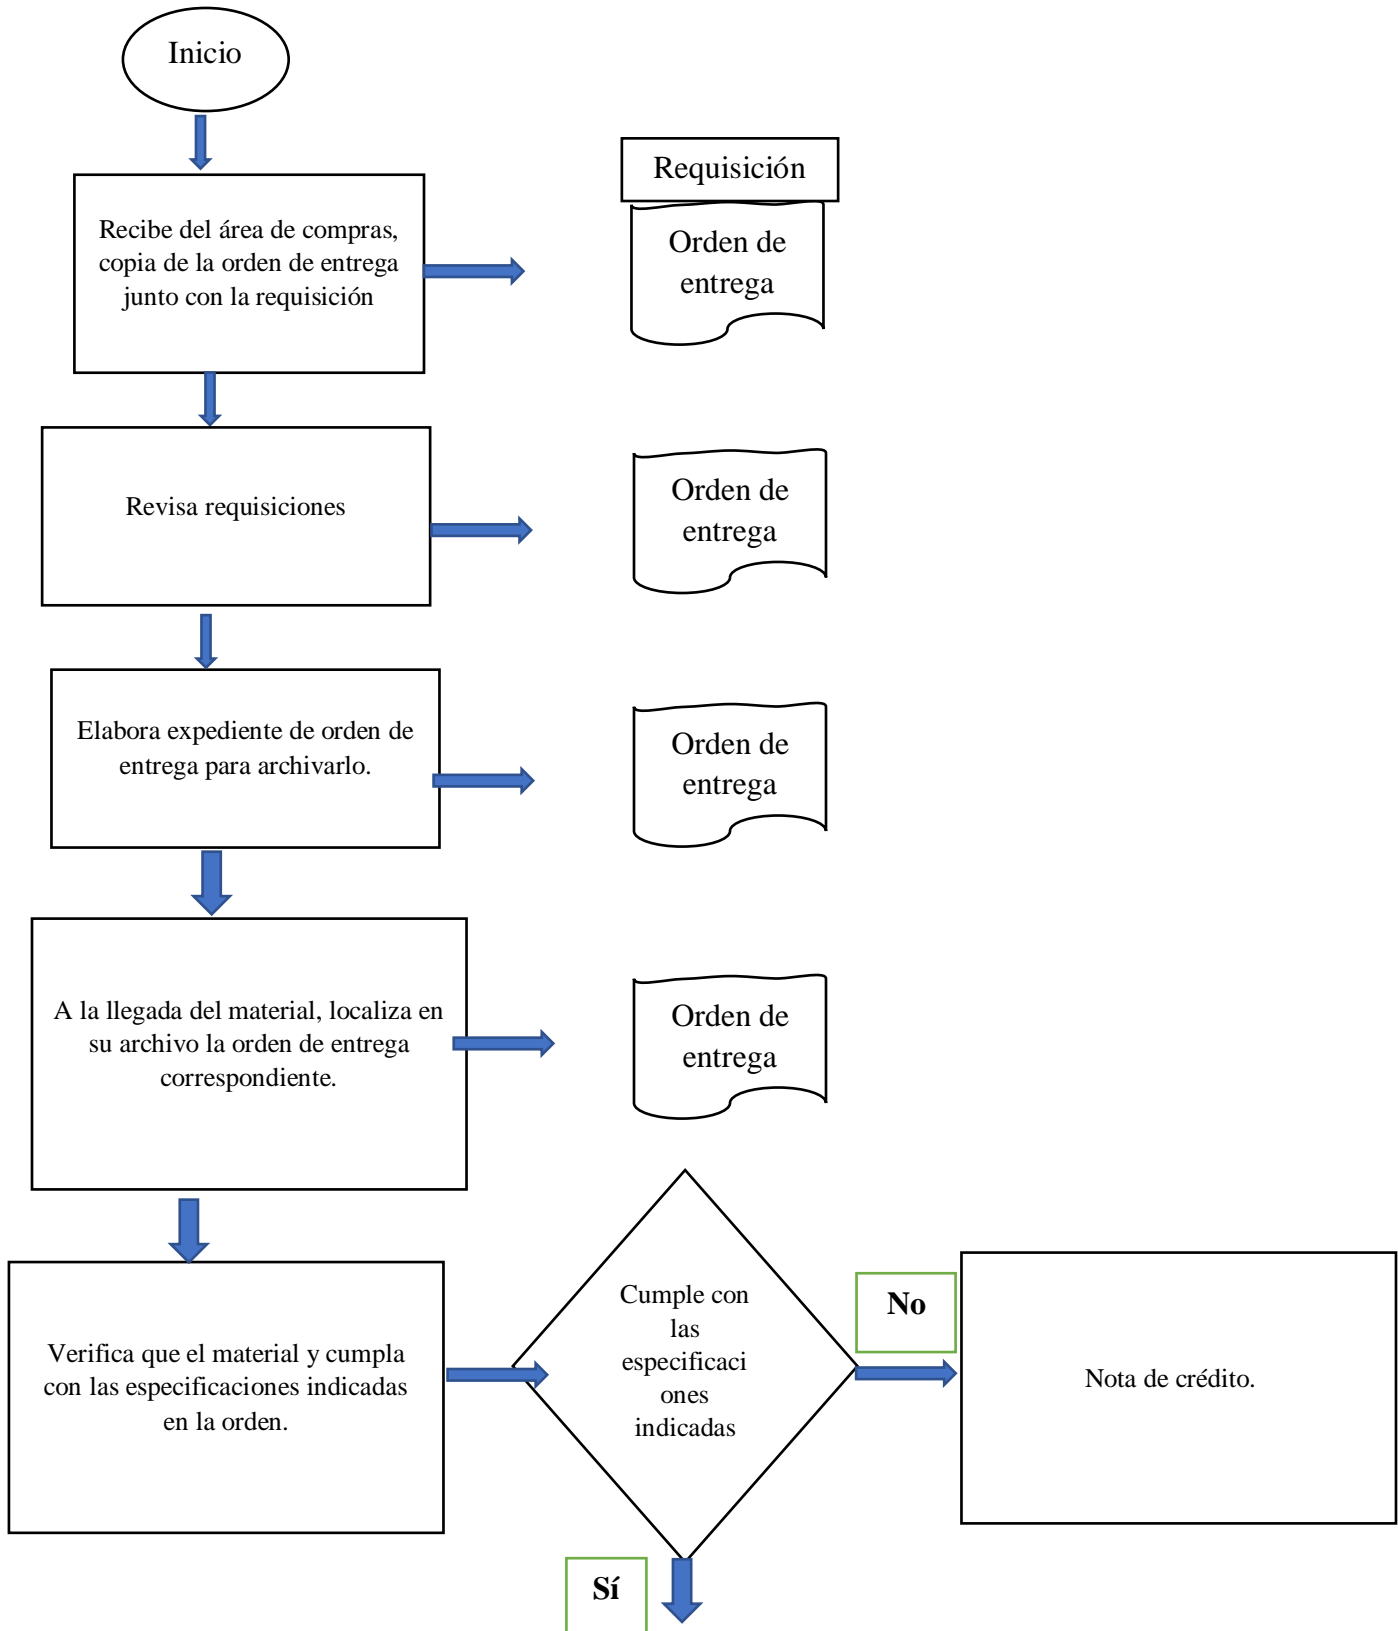 Inicio
Requisición
Recibe del área de compras,
copia de la orden de entrega
junto con la requisición
Orden de
entrega
Revisa requisiciones
Orden de
entrega
Elabora expediente de orden de
entrega para archivarlo.
Orden de
entrega
A la llegada del material, localiza en
su archivo la orden de entrega
correspondiente.
Orden de
entrega
Verifica que el material y cumpla
con las especificaciones indicadas
en la orden.
Cumple con
las
especificaci
ones
indicadas
No
Nota de crédito.
Sí